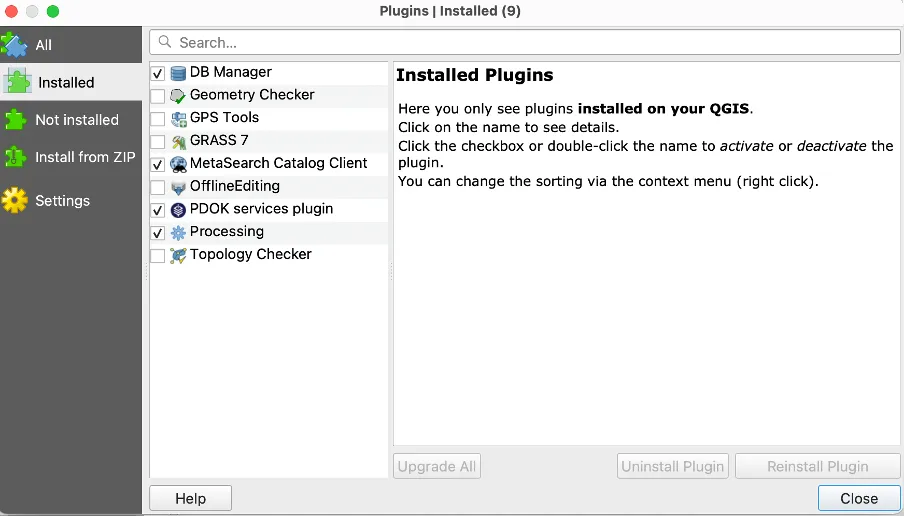 Plugins | Installed (9)
All
Installed
Not installed
Install from ZIP
Settings
Search...
DB Manager
Geometry Checker
GPS Tools
GRASS 7
MetaSearch Catalog Client
OfflineEditing
PDOK services plugin
Processing
Topology Checker
Installed Plugins
Here you only see plugins installed on your QGIS.
Click on the name to see details.
Click the checkbox or double-click the name to activate or deactivate the
plugin.
You can change the sorting via the context menu (right click).
Upgrade All
Uninstall Plugin
Reinstall Plugin
Help
Close